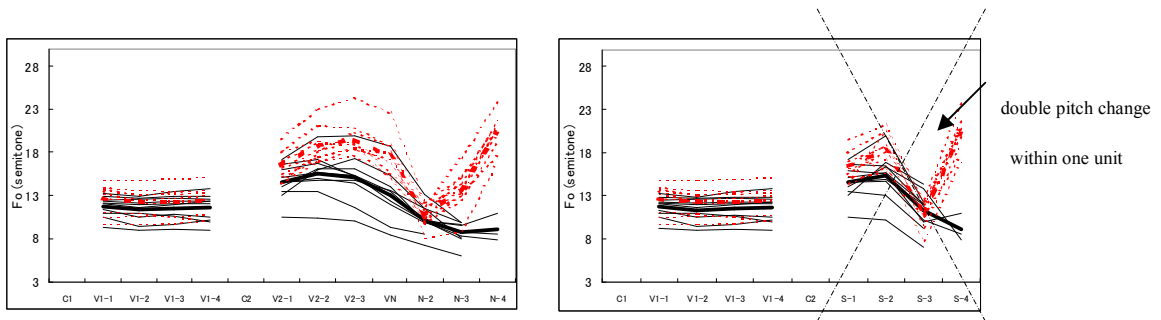 28
23
18
13
8
3
Fo (semitone)
C1 V1-1 V1-2 V1-3 V1-4 C2 V2-1 V2-2 V2-3 VN N-2 N-3 N-4
28
23
18
13
8
3
Fo (semitone)
C1 V1-1 V1-2 V1-3 V1-4 C2 S-1 S-2 S-3 S-4
double pitch change
within one unit